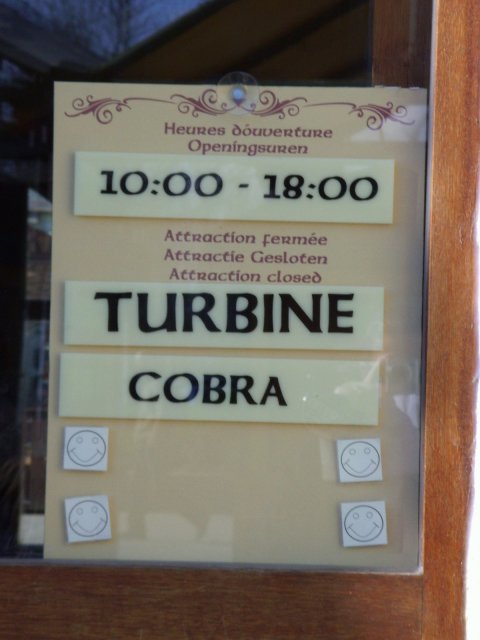 Heures dóuverture
Openingsuren
10:00 - 18:00
Attraction fermée
Attractie Gesloten
Attraction closed
TURBINE
COBRA